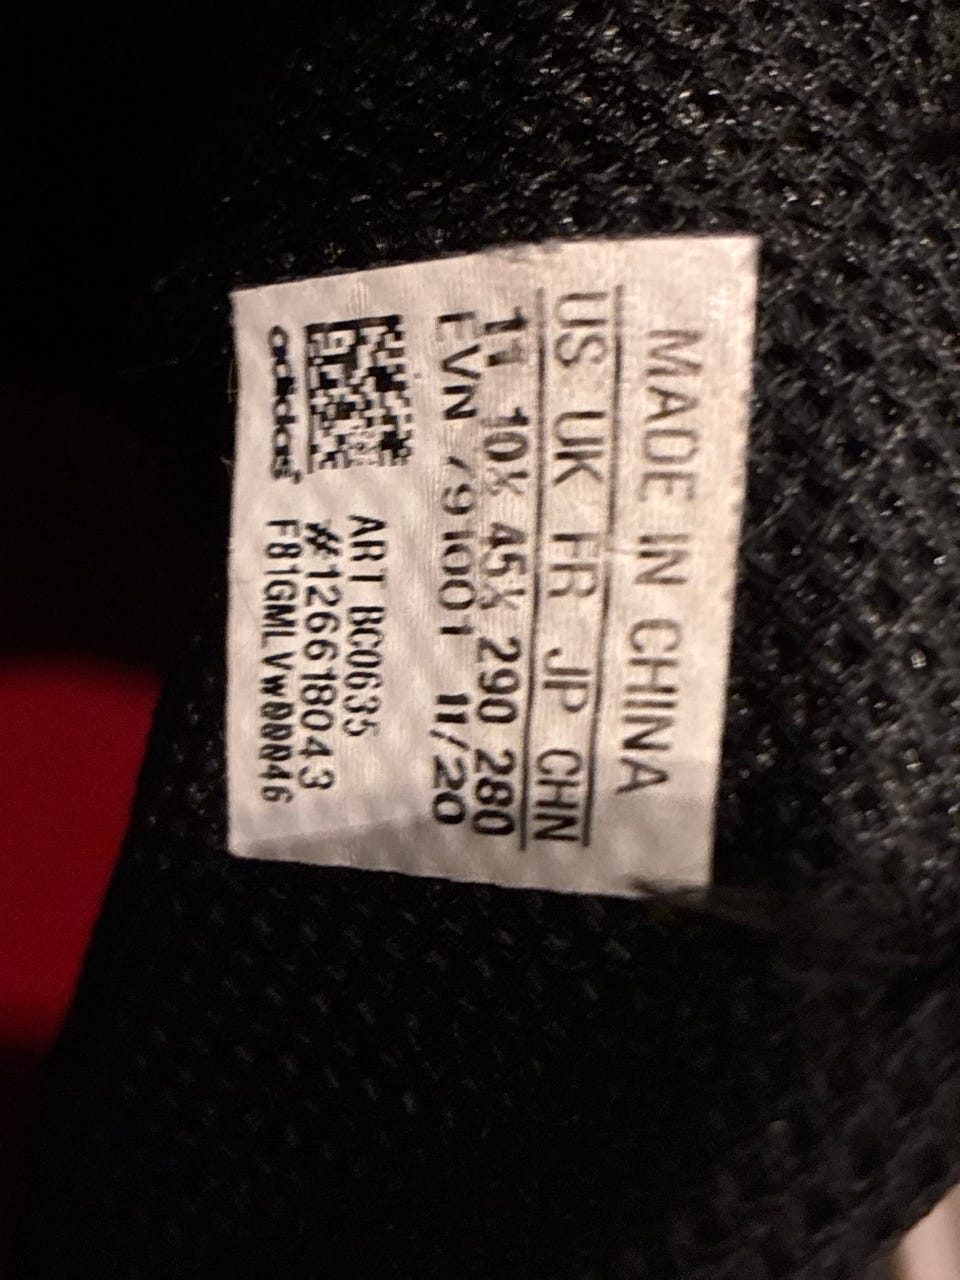 MADE IN CHINA
US UK FR JP CHN
11 10½ 45⅓ 290 280
EVN 791001 11/20
ART BC0635
#126618043
F81GMLVW00046
adidas